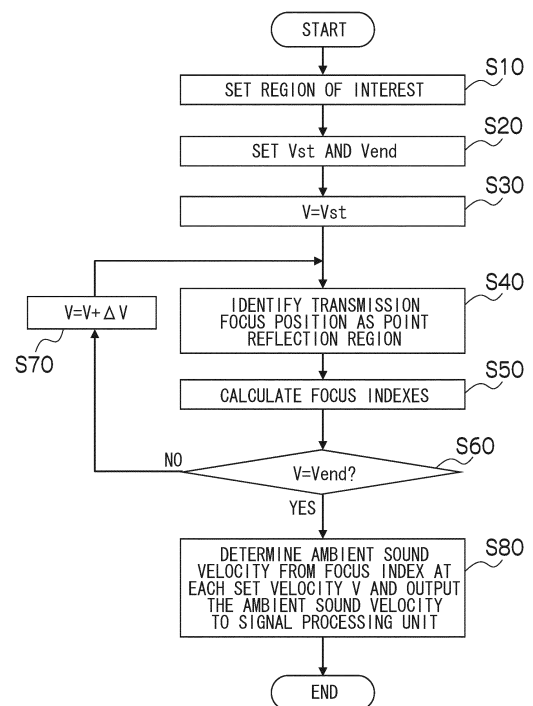 START
S10
SET REGION OF INTEREST
S20
SET Vst AND Vend
S30
V=Vst
S40
IDENTIFY TRANSMISSION
FOCUS POSITION AS POINT
REFLECTION REGION
V=V+ΔV
S70
S50
CALCULATE FOCUS INDEXES
S60
V=Vend?
NO
YES
S80
DETERMINE AMBIENT SOUND
VELOCITY FROM FOCUS INDEX AT
EACH SET VELOCITY V AND OUTPUT
THE AMBIENT SOUND VELOCITY
TO SIGNAL PROCESSING UNIT
END